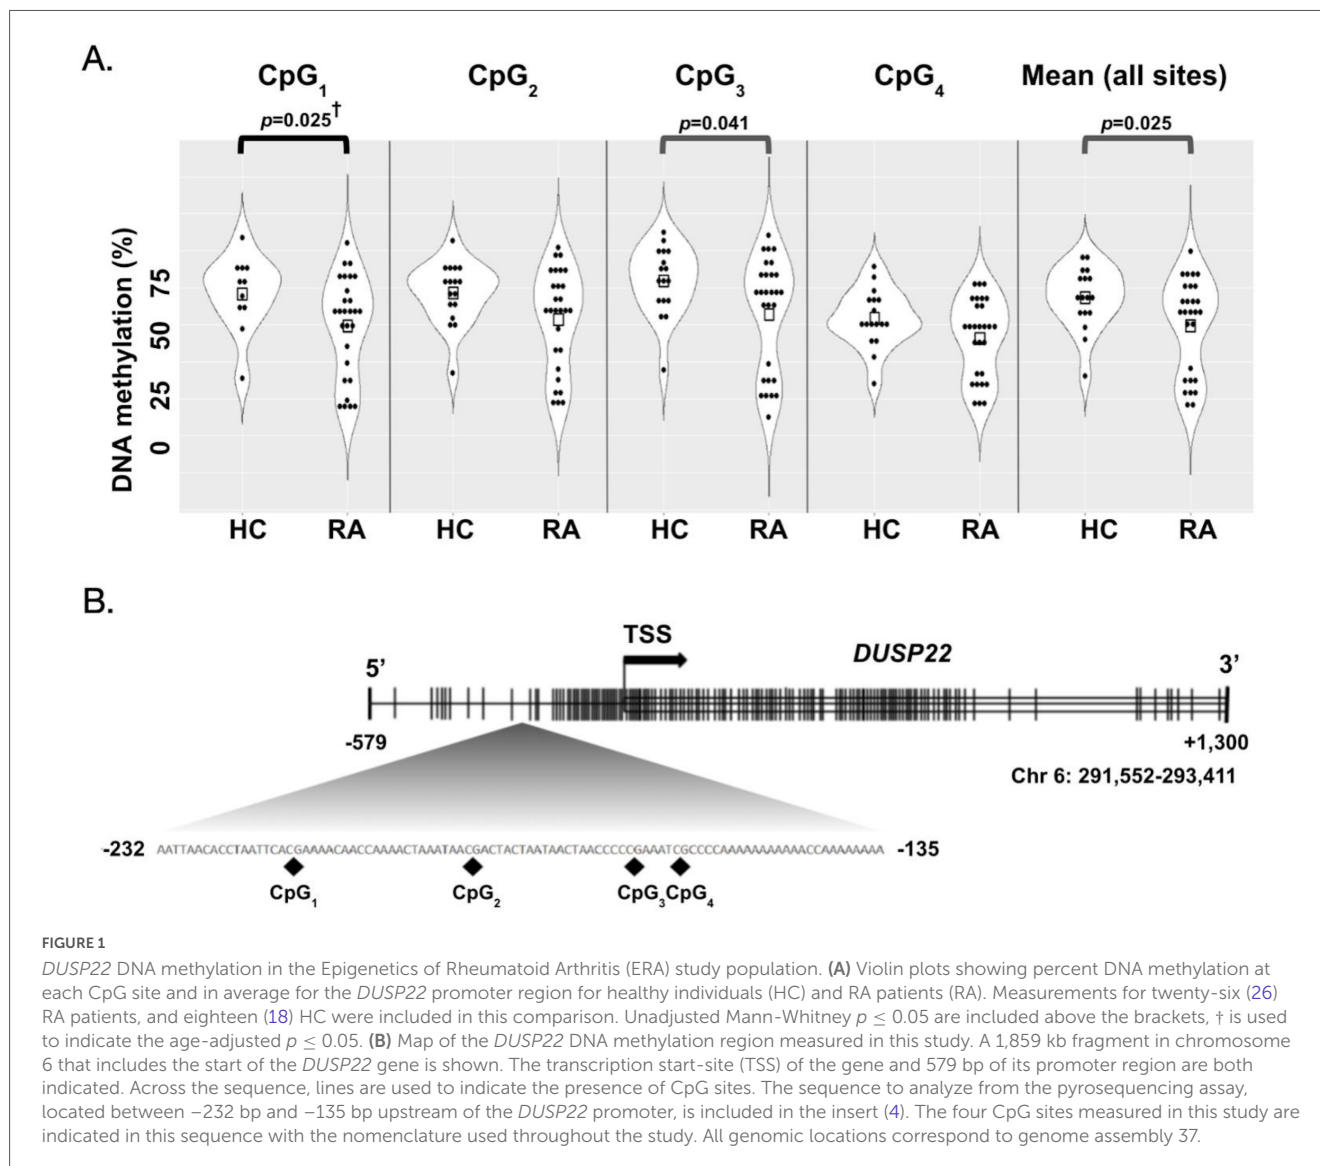 A.
CpG1 CpG2 CpG3 CpG4 Mean (all sites)
p=0.025† p=0.041 p=0.025
DNA methylation (%)
75
50
25
0
HC RA HC RA HC RA HC RA HC RA
B.
TSS
DUSP22
5’ 3’
-579 +1,300
Chr 6: 291,552-293,411
-232 AATTAACACCTAATTCACGAAAACAACCAAAACTAAATAACGACTACTAATAACTAACCCCCGAAATCGCCCCAAAAAAAAAAACCAAAAAAAA -135
CpG1 CpG2 CpG3 CpG4
FIGURE 1
DUSP22 DNA methylation in the Epigenetics of Rheumatoid Arthritis (ERA) study population. (A) Violin plots showing percent DNA methylation at
each CpG site and in average for the DUSP22 promoter region for healthy individuals (HC) and RA patients (RA). Measurements for twenty-six (26)
RA patients, and eighteen (18) HC were included in this comparison. Unadjusted Mann-Whitney p ≤ 0.05 are included above the brackets, † is used
to indicate the age-adjusted p ≤ 0.05. (B) Map of the DUSP22 DNA methylation region measured in this study. A 1,859 kb fragment in chromosome
6 that includes the start of the DUSP22 gene is shown. The transcription start-site (TSS) of the gene and 579 bp of its promoter region are both
indicated. Across the sequence, lines are used to indicate the presence of CpG sites. The sequence to analyze from the pyrosequencing assay,
located between −232 bp and −135 bp upstream of the DUSP22 promoter, is included in the insert (4). The four CpG sites measured in this study are
indicated in this sequence with the nomenclature used throughout the study. All genomic locations correspond to genome assembly 37.